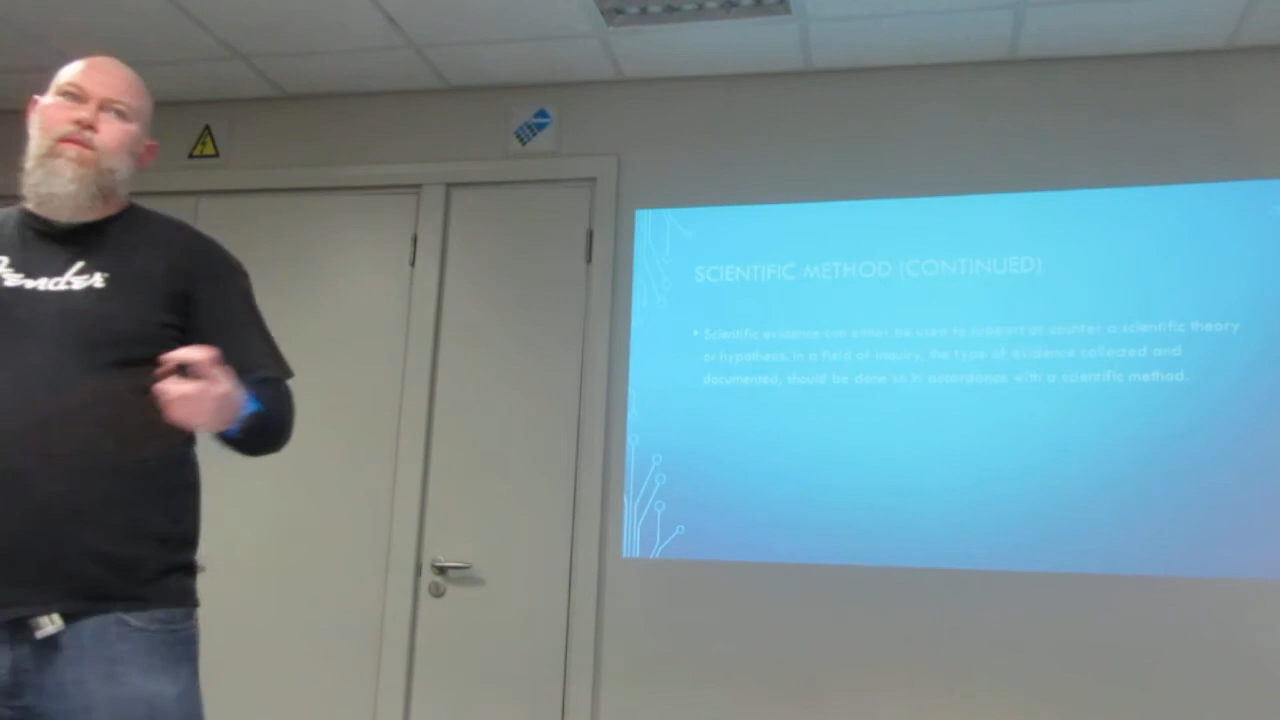 Fender
SCIENTIFIC METHOD (CONTINUED)
• Scientific evidence can either be used to support or counter a scientific theory
or hypothesis. In a field of inquiry, the type of evidence collected and
documented, should be done so in accordance with a scientific method.